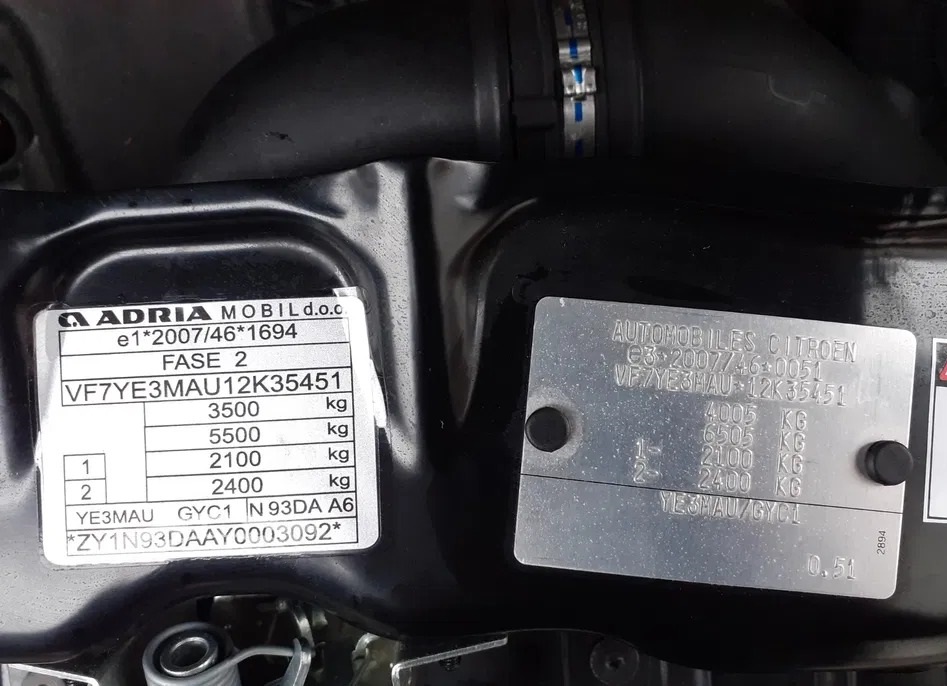 ADRIA MOBIL d.o.o.
e1*2007/46*1694
FASE 2
VF7YE3MAU12K35451
3500 kg
5500 kg
1 2100 kg
2 2400 kg
YE3MAU GYC1 N 93DA A6
*ZY1N93DAAY0003092*
AUTOMOBILES CITROEN
e3*2007/46*0051
VF7YE3MAU*12K35451
4005 KG
6505 KG
1- 2100 KG
2- 2400 KG
YE3MAU/GYC1
2894
0.51